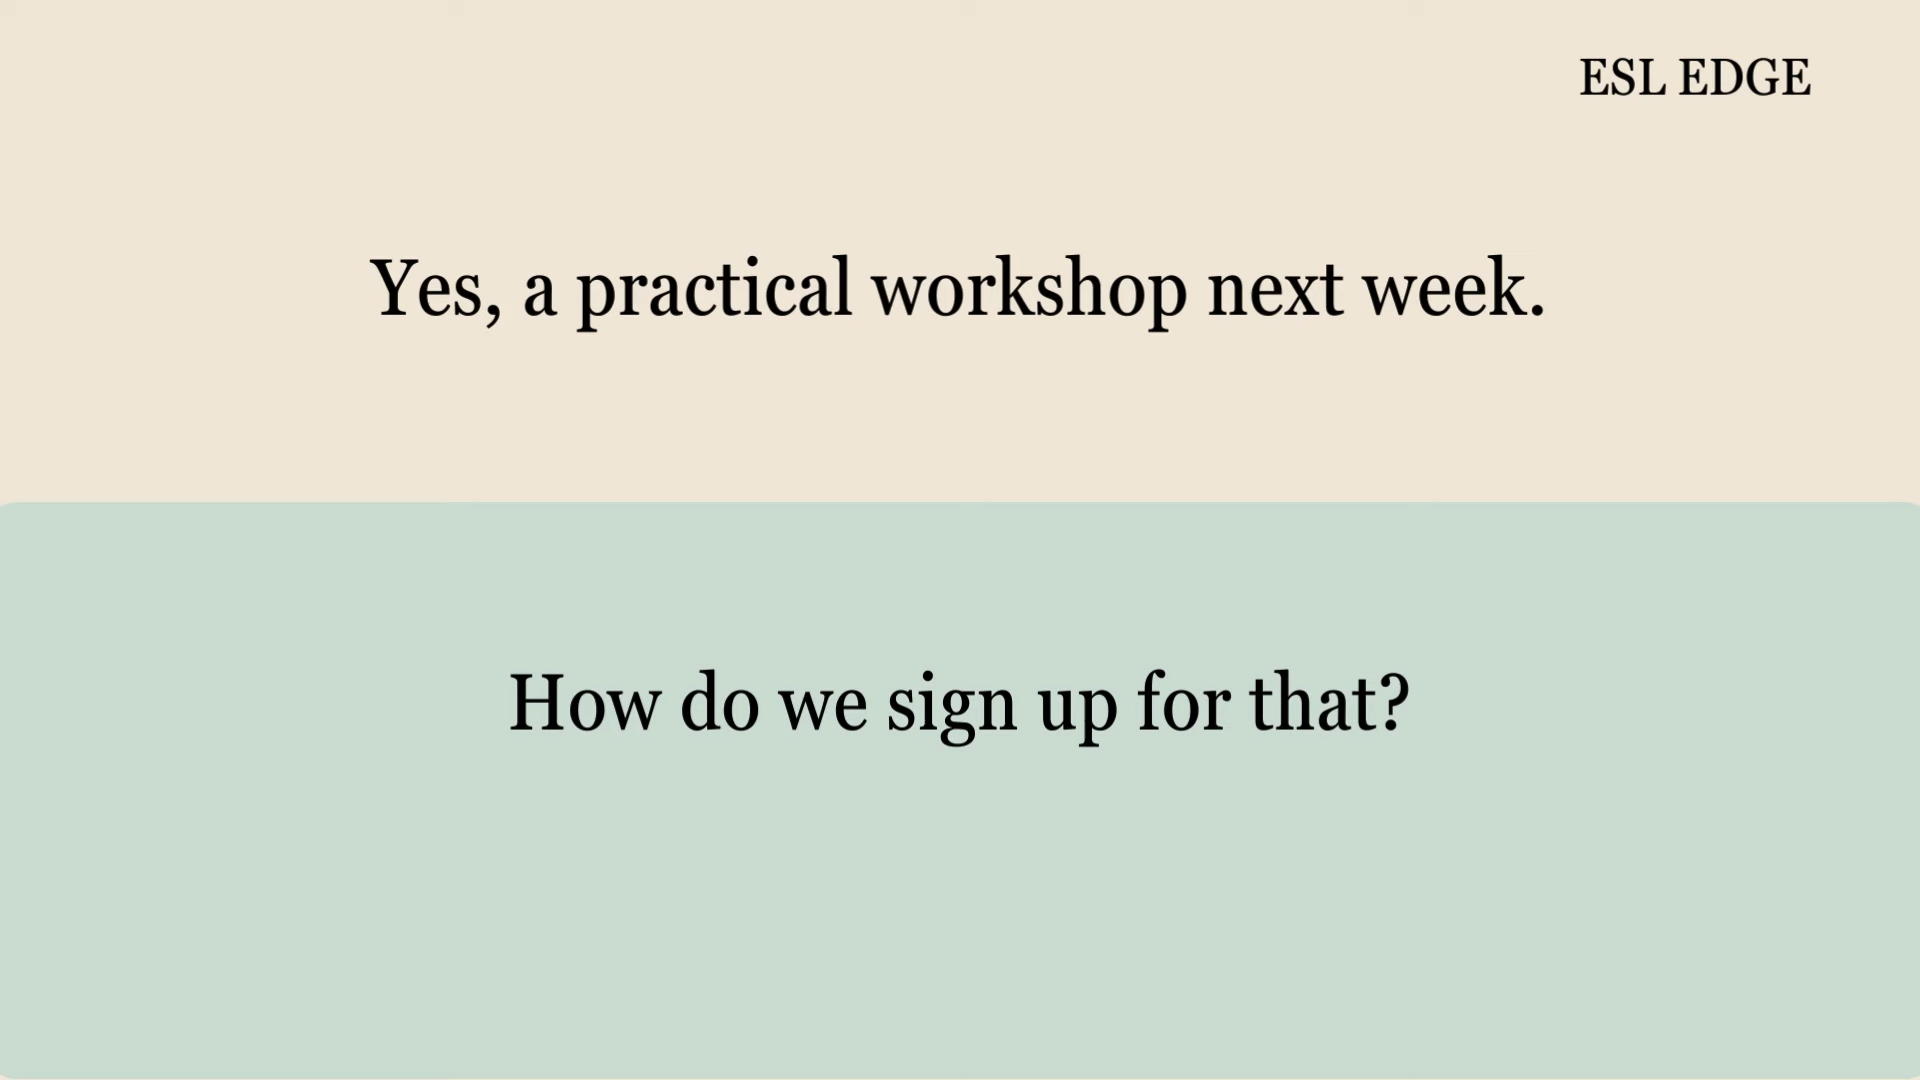 ESL EDGE
Yes, a practical workshop next week.
How do we sign up for that?